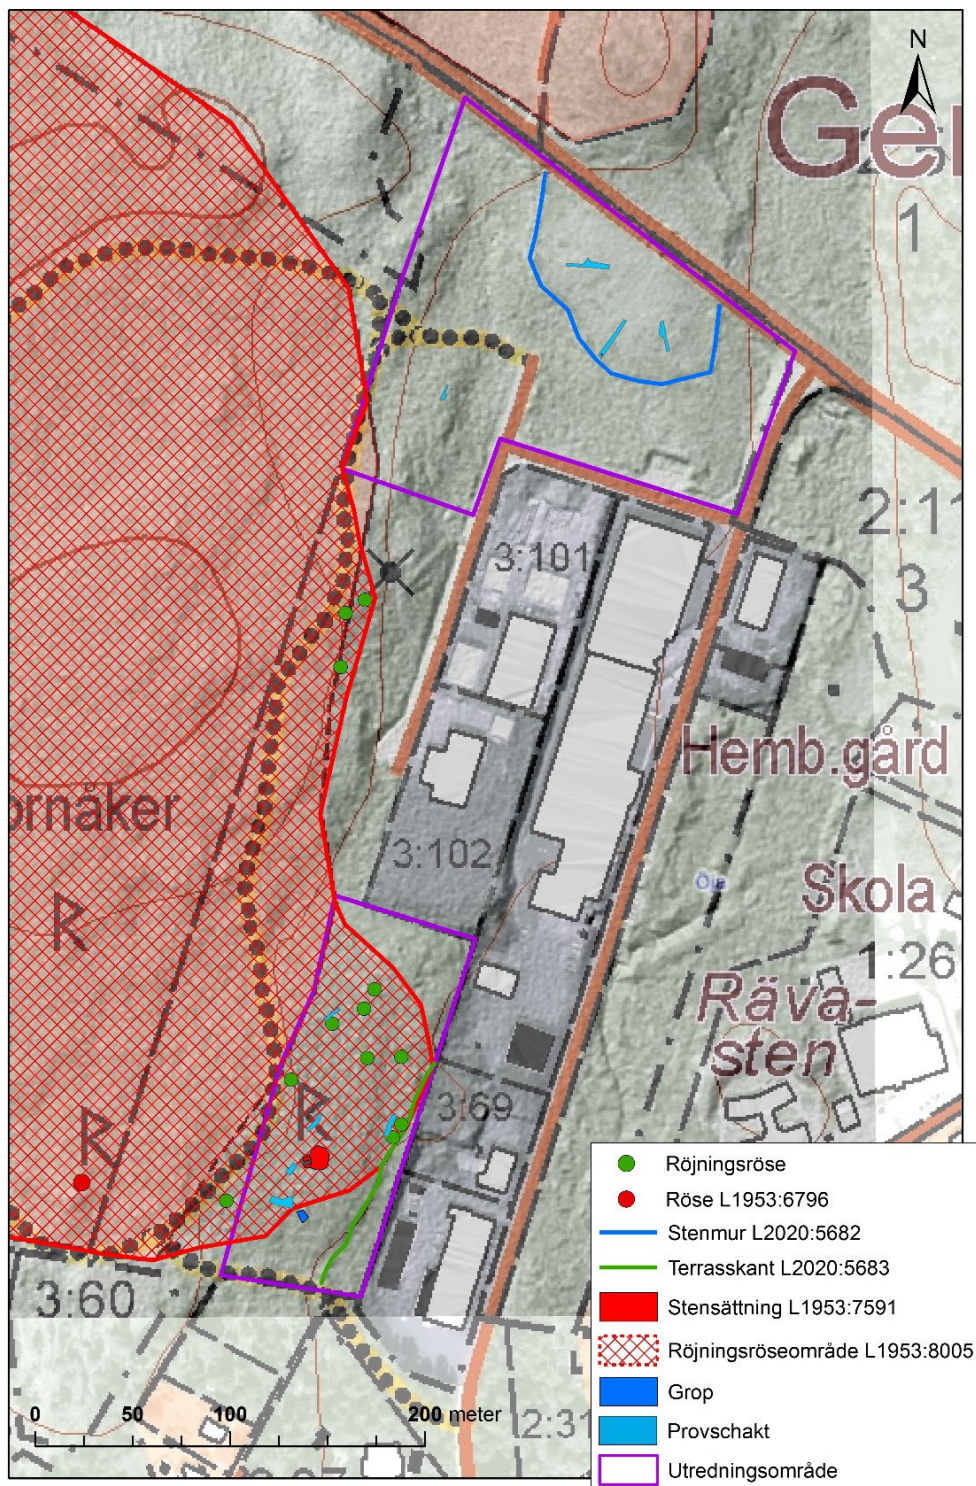 N
Ger
1
2:11
3
3:101
Hemb.gård
ornåker
3:102
Skola
R
1:26
Räva-
sten
3:69
R
R
Röjningsröse
Röse L1953:6796
Stenmur L2020:5682
Terrasskant L2020:5683
3:60
Stensättning L1953:7591
Röjningsröseområde L1953:8005
Grop
0 50 100 200 meter
2:31
Provschakt
Utredningsområde